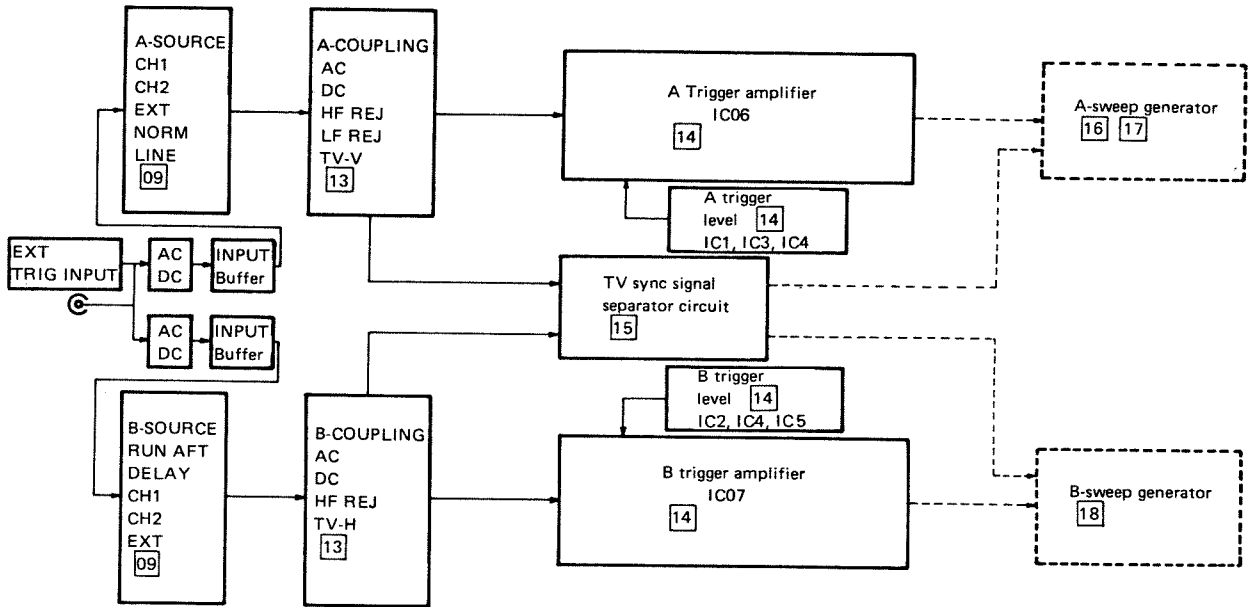 A-SOURCE
CH1
CH2
EXT
NORM
LINE
09
A-COUPLING
AC
DC
HF REJ
LF REJ
TV-V
13
A Trigger amplifier
IC06
14
A-sweep generator
16 17
A trigger
level 14
IC1, IC3, IC4
EXT
TRIG INPUT
AC
DC
INPUT
Buffer
TV sync signal
separator circuit
15
AC
DC
INPUT
Buffer
B trigger
level 14
IC2, IC4, IC5
B-SOURCE
RUN AFT
DELAY
CH1
CH2
EXT
09
B-COUPLING
AC
DC
HF REJ
TV-H
13
B trigger amplifier
IC07
14
B-sweep generator
18